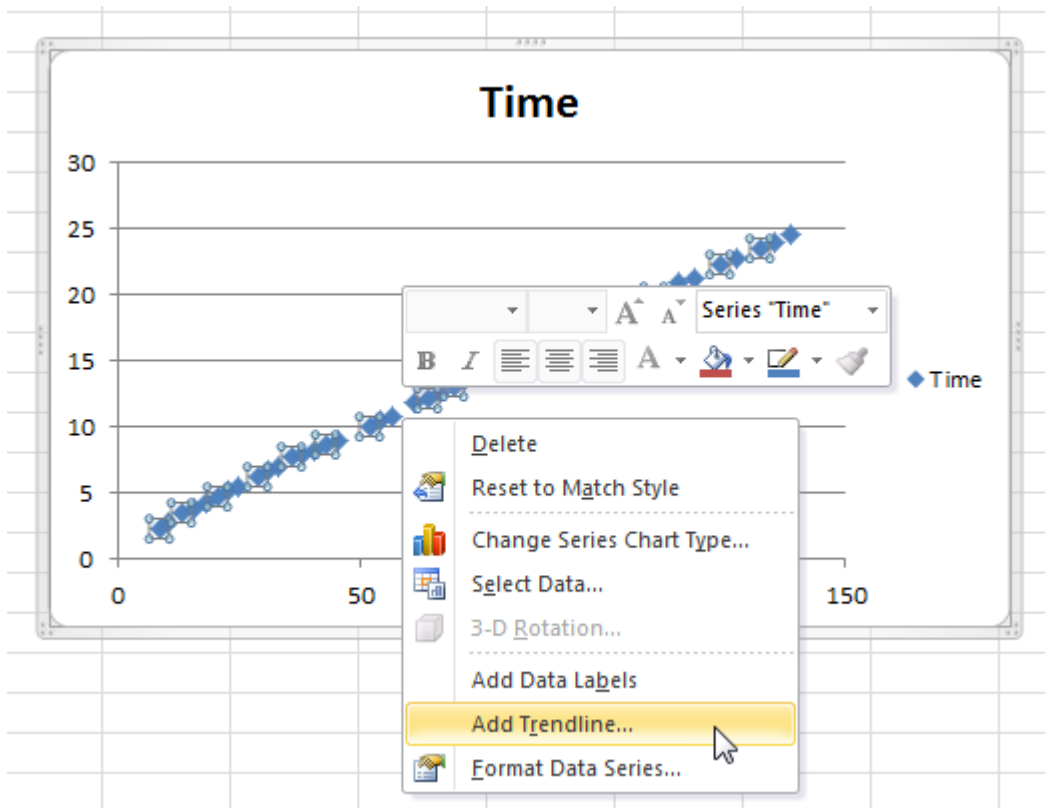 Time
30
25
20
15
10
5
0
0 50 150
Time
A A Series "Time"
B I A
Delete
Reset to Match Style
Change Series Chart Type...
Select Data...
3-D Rotation...
Add Data Labels
Add Trendline...
Format Data Series...